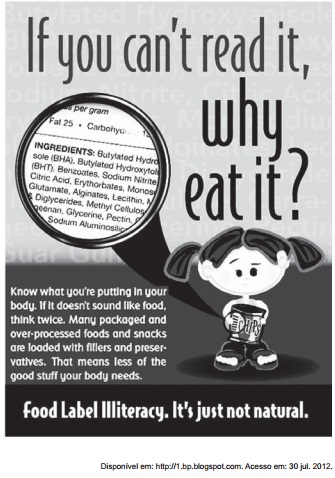 If you can't read it,
why
eat it?
s per gram
Fat 25 • Carbohyd
INGREDIENTS: Butylated Hydro
sole (BHA), Butylated Hydroxytol
(BHT), Benzoates, Sodium Nitrite
Citric Acid, Erythorbates, Monos
Glutamate, Alginates, Lecithin, M
& Diglycerides, Methyl Cellulos
geenan, Glycerine, Pectin, C
Sodium Aluminosilic
CHIPS
Know what you're putting in your
body. If it doesn't sound like food,
think twice. Many packaged and
over-processed foods and snacks
are loaded with fillers and preser-
vatives. That means less of the
good stuff your body needs.
Food Label Illiteracy. It's just not natural.
Disponível em: http://1.bp.blogspot.com. Acesso em: 30 jul. 2012.